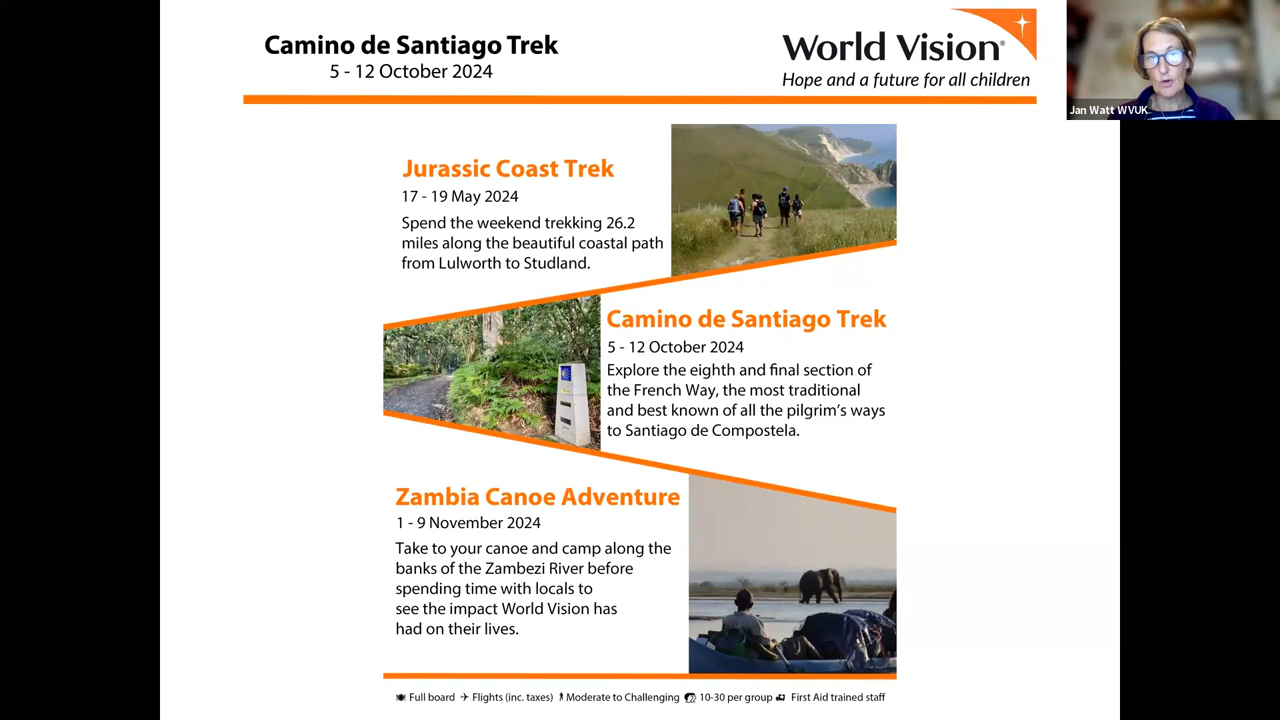 Camino de Santiago Trek
5 - 12 October 2024
World Vision®
Hope and a future for all children
Jan Watt WVUK
Jurassic Coast Trek
17 - 19 May 2024
Spend the weekend trekking 26.2
miles along the beautiful coastal path
from Lulworth to Studland.
Camino de Santiago Trek
5 - 12 October 2024
Explore the eighth and final section of
the French Way, the most traditional
and best known of all the pilgrim’s ways
to Santiago de Compostela.
Zambia Canoe Adventure
1 - 9 November 2024
Take to your canoe and camp along the
banks of the Zambezi River before
spending time with locals to
see the impact World Vision has
had on their lives.
Full board Flights (inc. taxes) Moderate to Challenging 10-30 per group First Aid trained staff